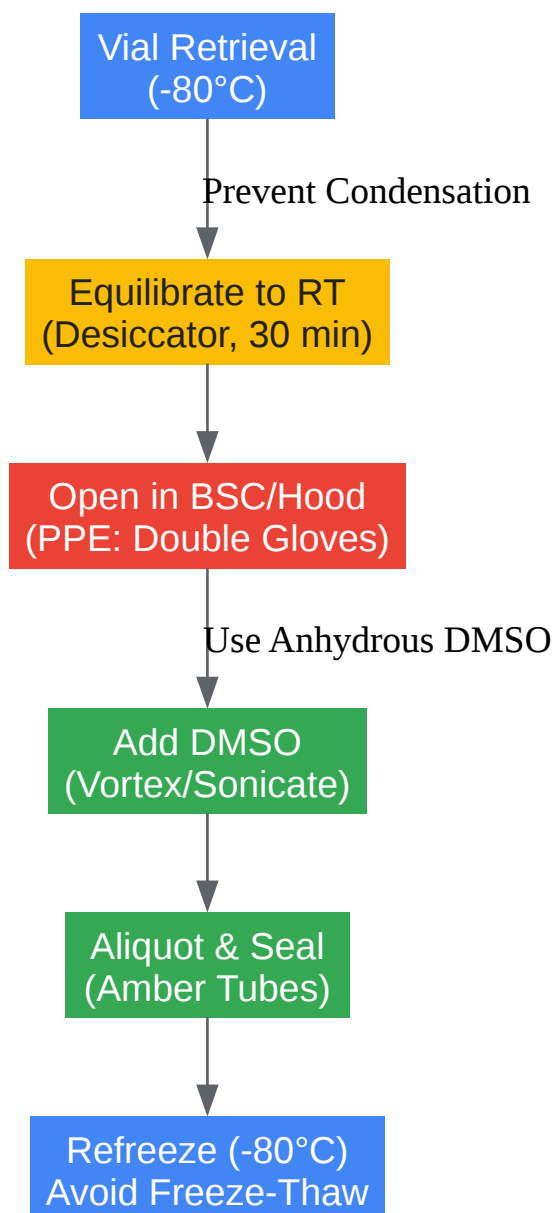 Vial Retrieval
(-80°C)
Prevent Condensation
Equilibrate to RT
(Desiccator, 30 min)
Open in BSC/Hood
(PPE: Double Gloves)
Use Anhydrous DMSO
Add DMSO
(Vortex/Sonicate)
Aliquot & Seal
(Amber Tubes)
Refreeze (-80°C)
Avoid Freeze-Thaw